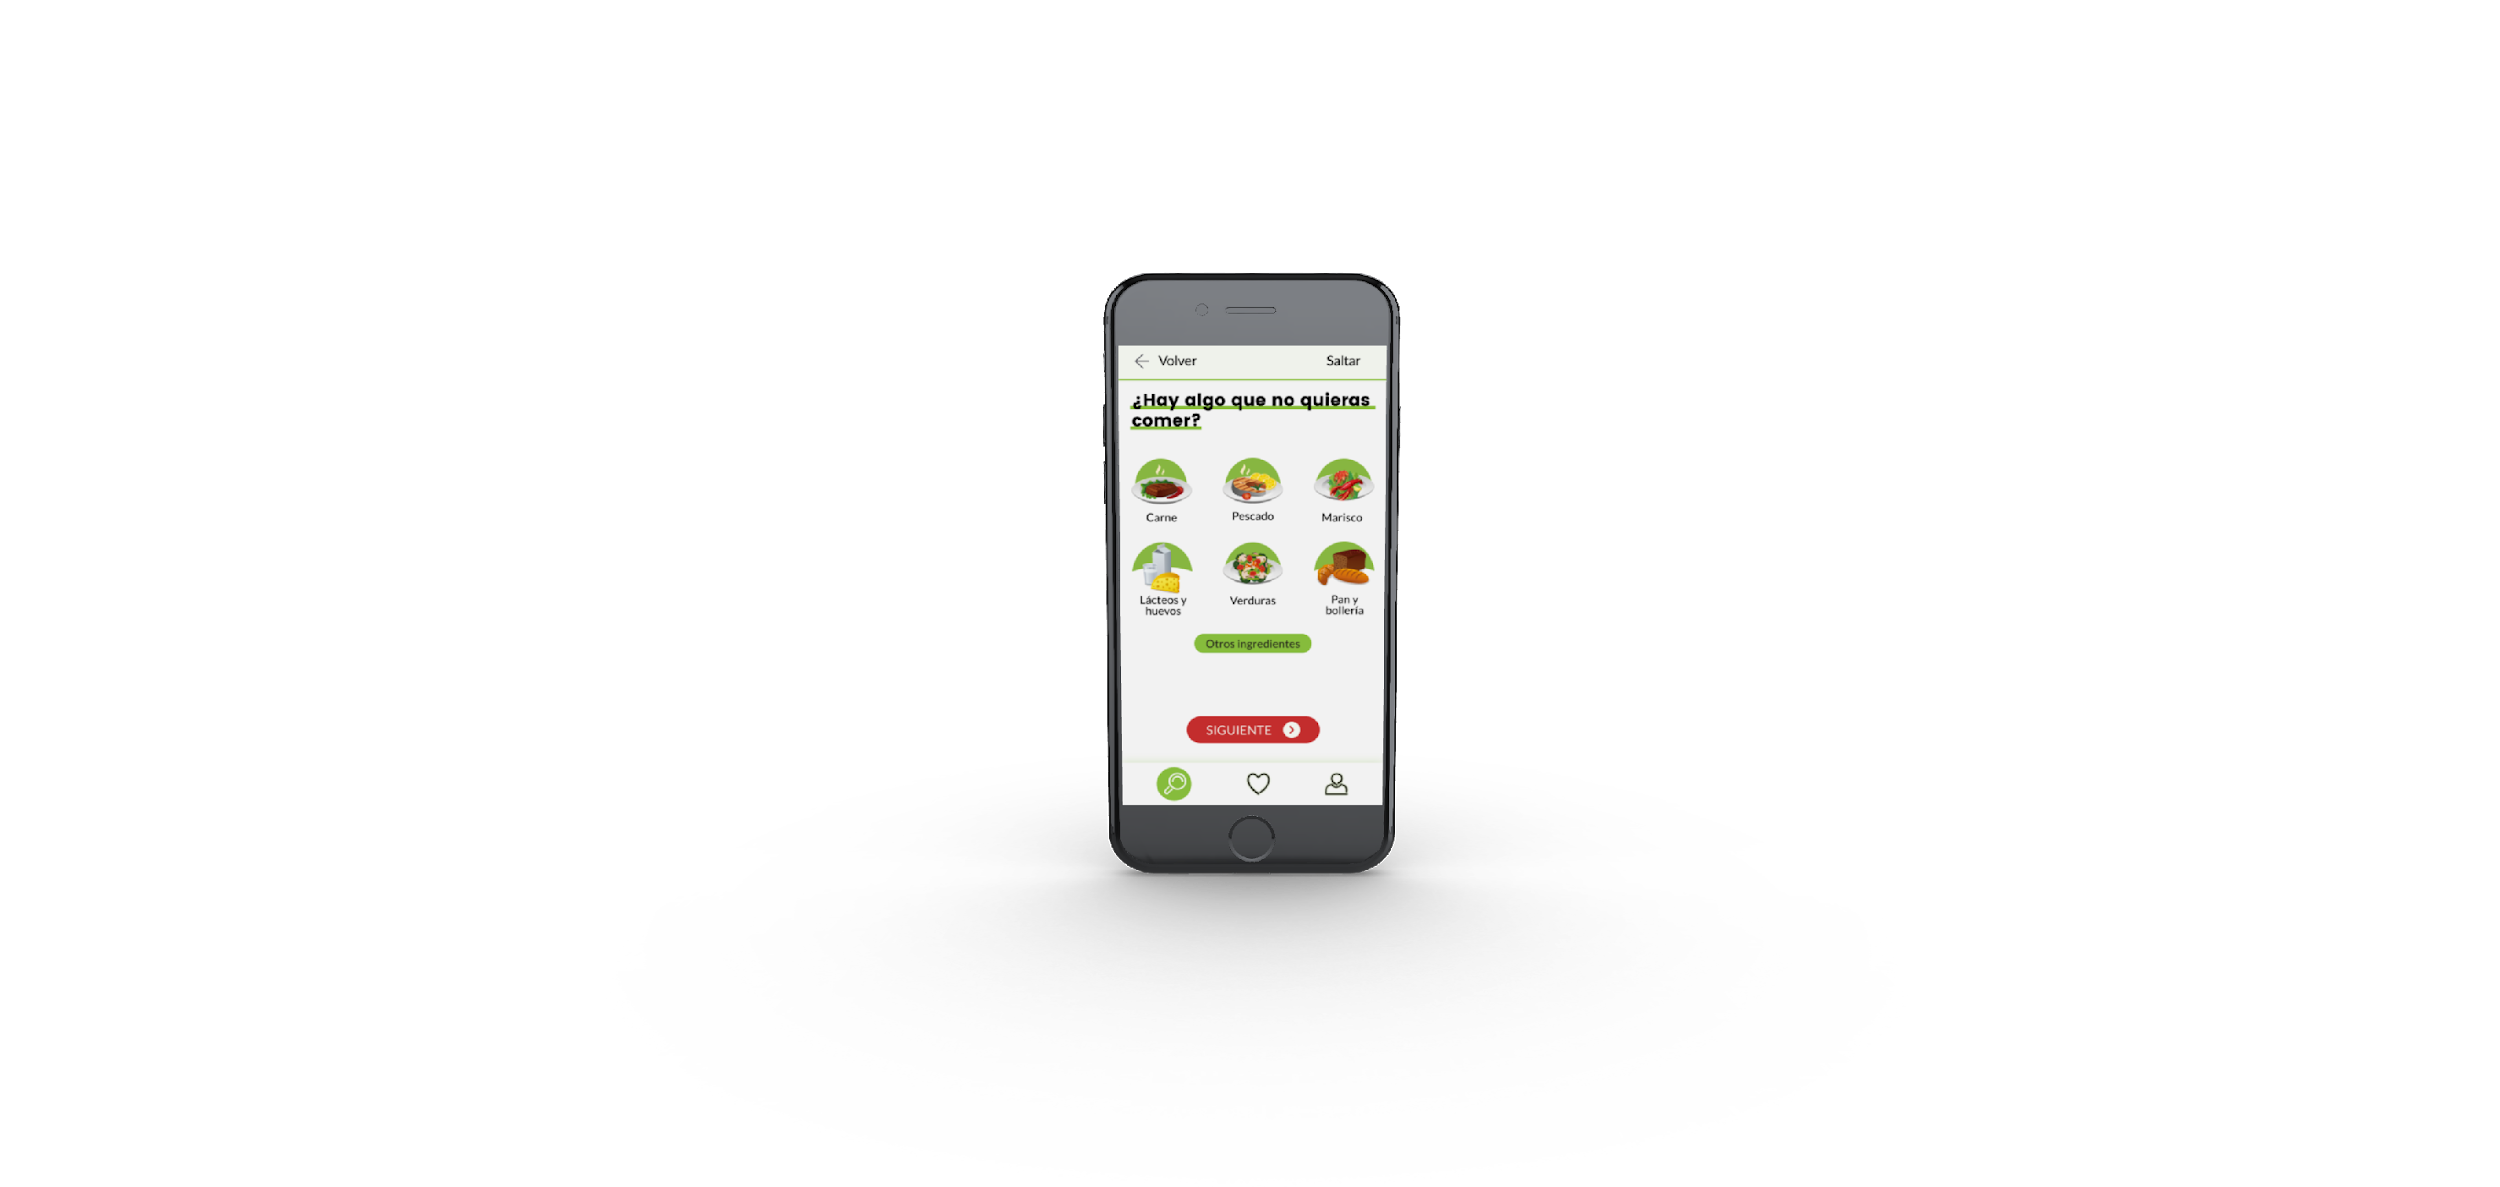 Volver
Saltar
¿Hay algo que no quieras
comer?
Carne
Pescado
Marisco
Lácteos y
huevos
Verduras
Pan y
bollería
Otros ingredientes
SIGUIENTE